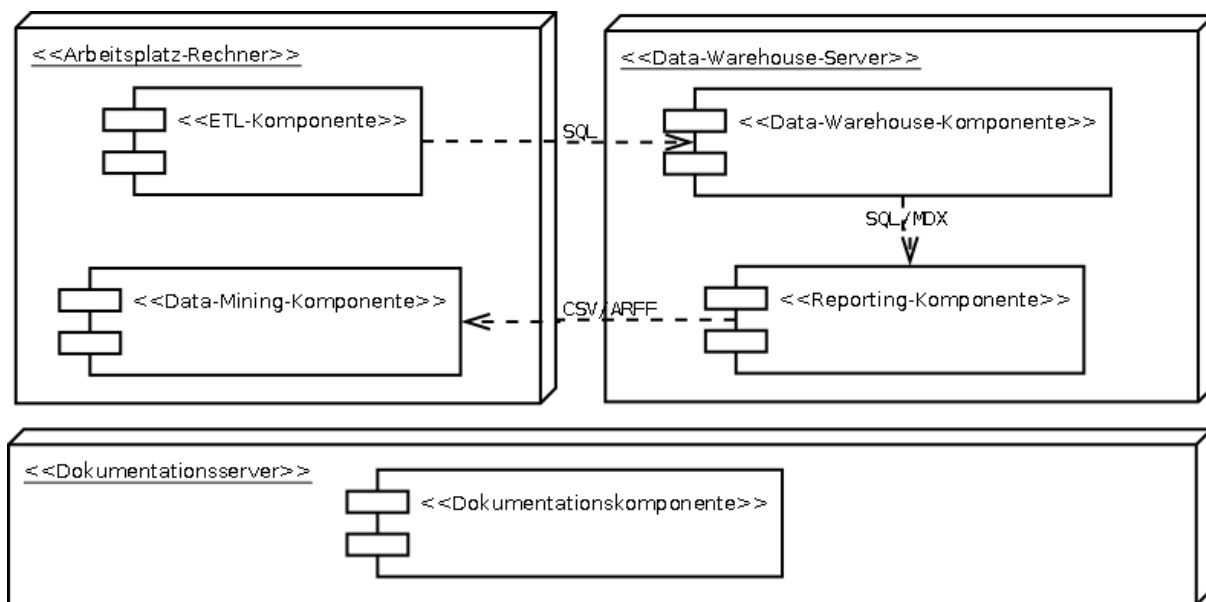 <<Arbeitsplatz-Rechner>>
<<Data-Warehouse-Server>>
<<ETL-Komponente>>
SQL
<<Data-Warehouse-Komponente>>
SQL/MDX
<<Data-Mining-Komponente>>
CSV/ARFF
<<Reporting-Komponente>>
<<Dokumentationsserver>>
<<Dokumentationskomponente>>